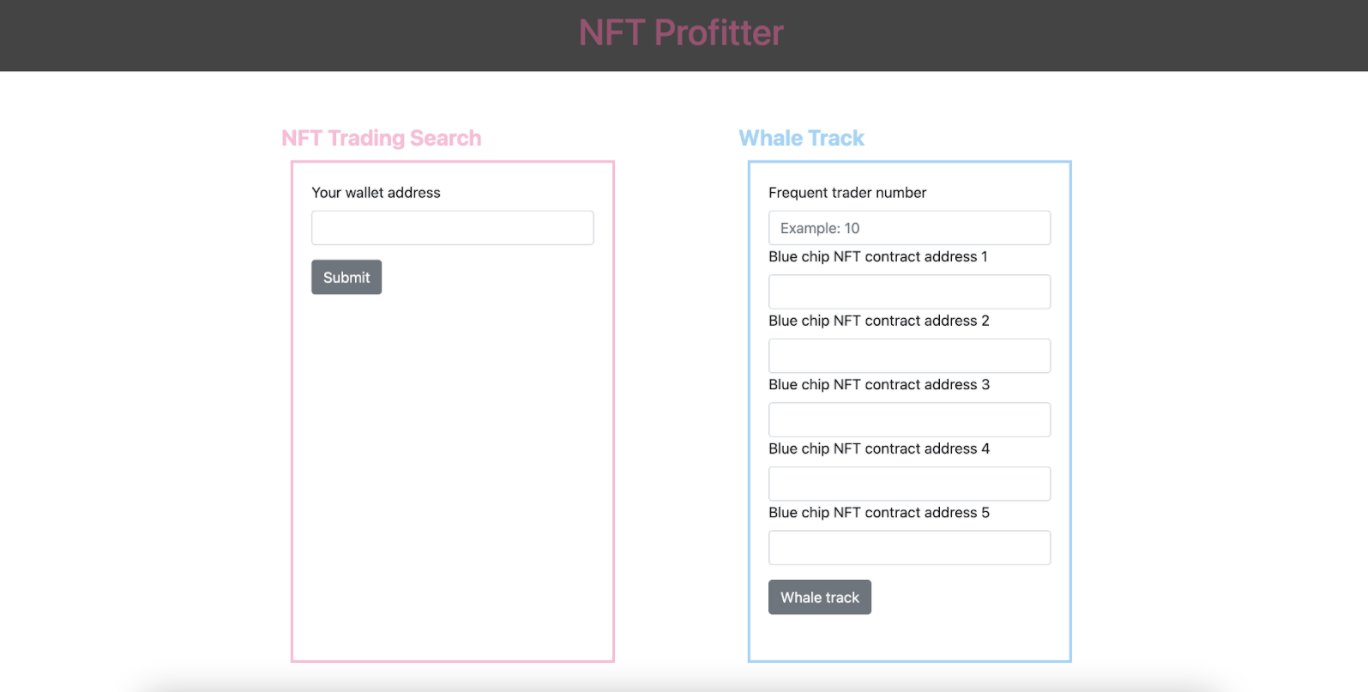 NFT Profitter
NFT Trading Search
Your wallet address
Submit
Whale Track
Frequent trader number
Example: 10
Blue chip NFT contract address 1
Blue chip NFT contract address 2
Blue chip NFT contract address 3
Blue chip NFT contract address 4
Blue chip NFT contract address 5
Whale track